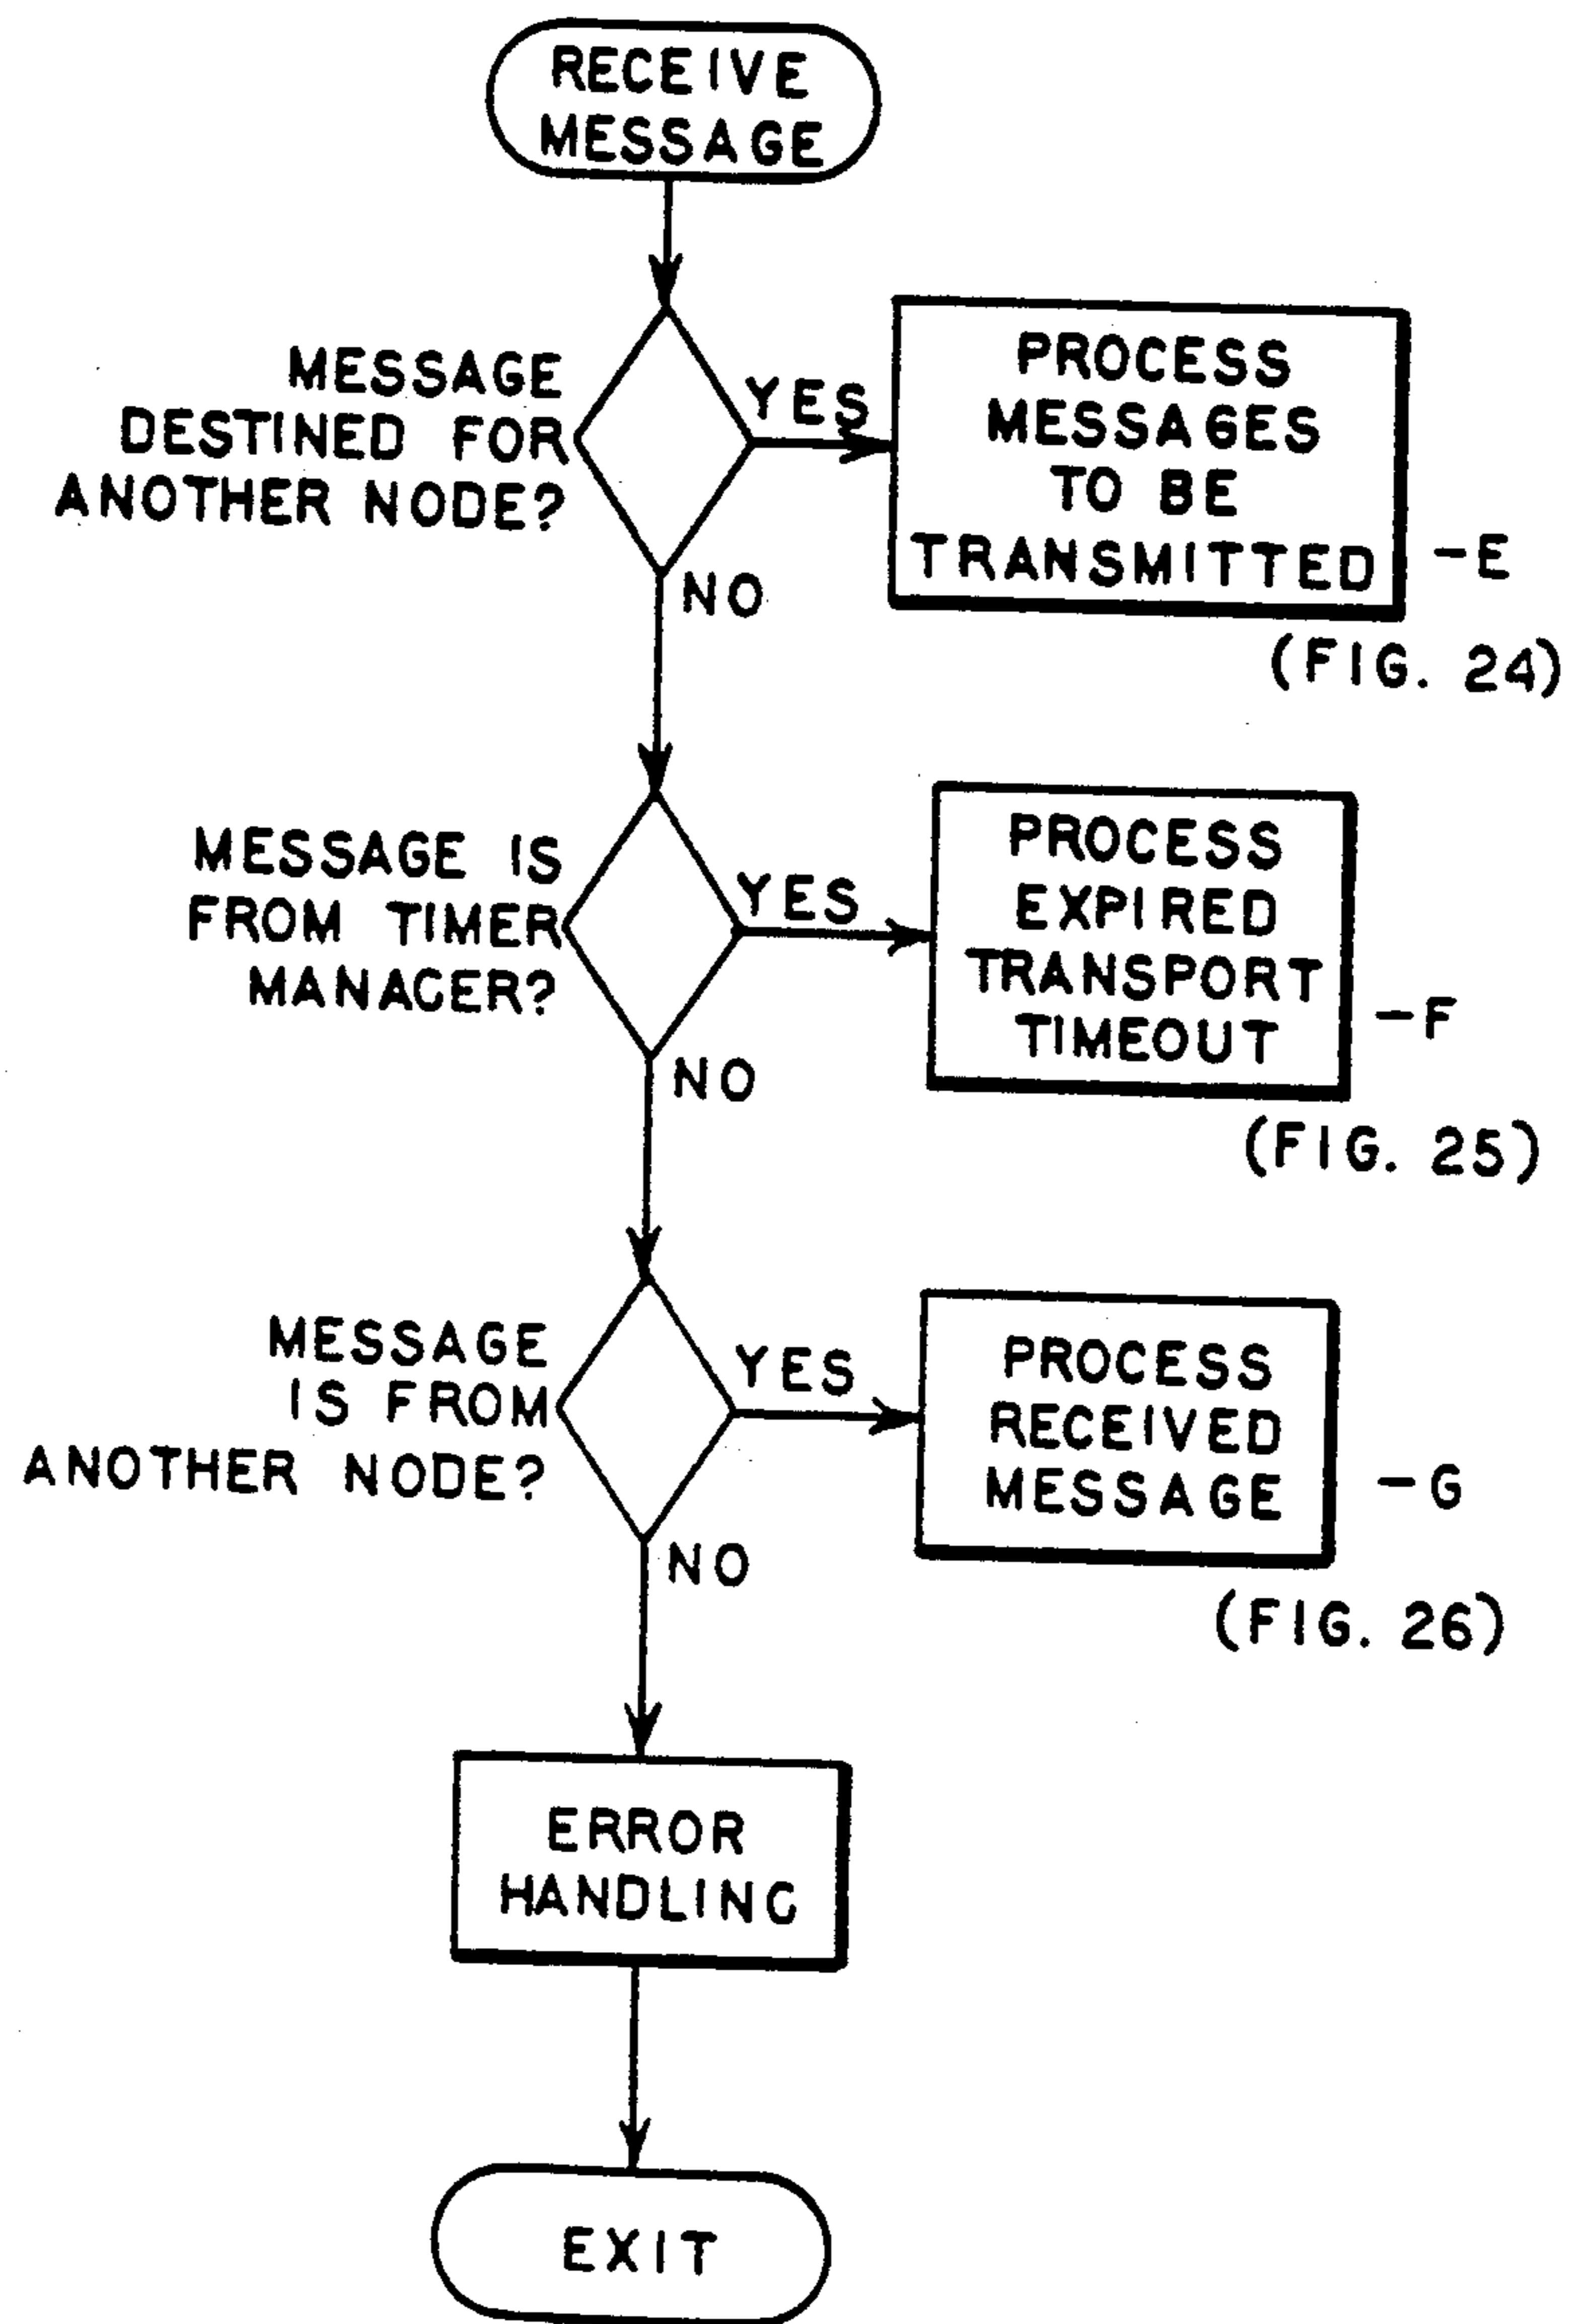 RECEIVE
MESSAGE
MESSAGE
DESTINED FOR
ANOTHER NODE?
YES
PROCESS
MESSAGES
TO BE
TRANSMITTED
-E
(FIG. 24)
NO
MESSAGE IS
FROM TIMER
MANAGER?
YES
PROCESS
EXPIRED
TRANSPORT
TIMEOUT
-F
(FIG. 25)
NO
MESSAGE
IS FROM
ANOTHER NODE?
YES
PROCESS
RECEIVED
MESSAGE
-G
(FIG. 26)
NO
ERROR
HANDLING
EXIT